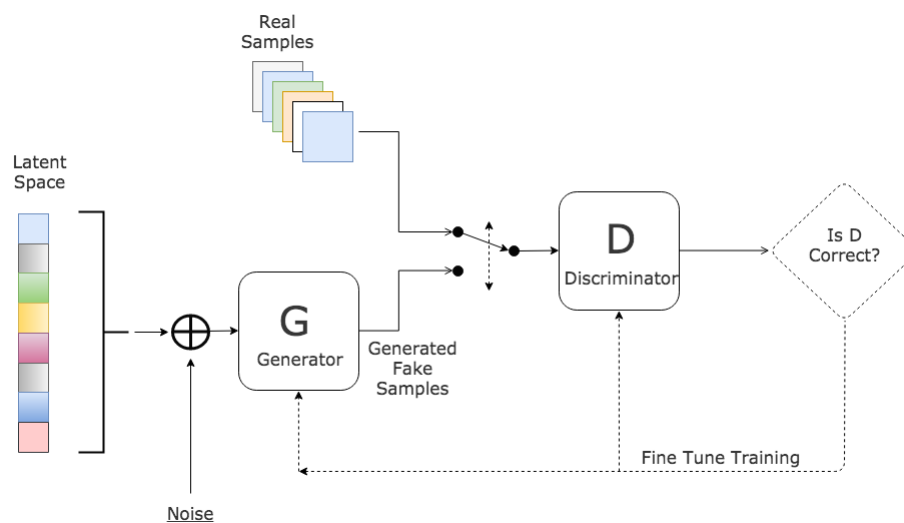 Real
Samples
Latent
Space
D
Discriminator
Is D
Correct?
G
Generator
Generated
Fake
Samples
Fine Tune Training
Noise